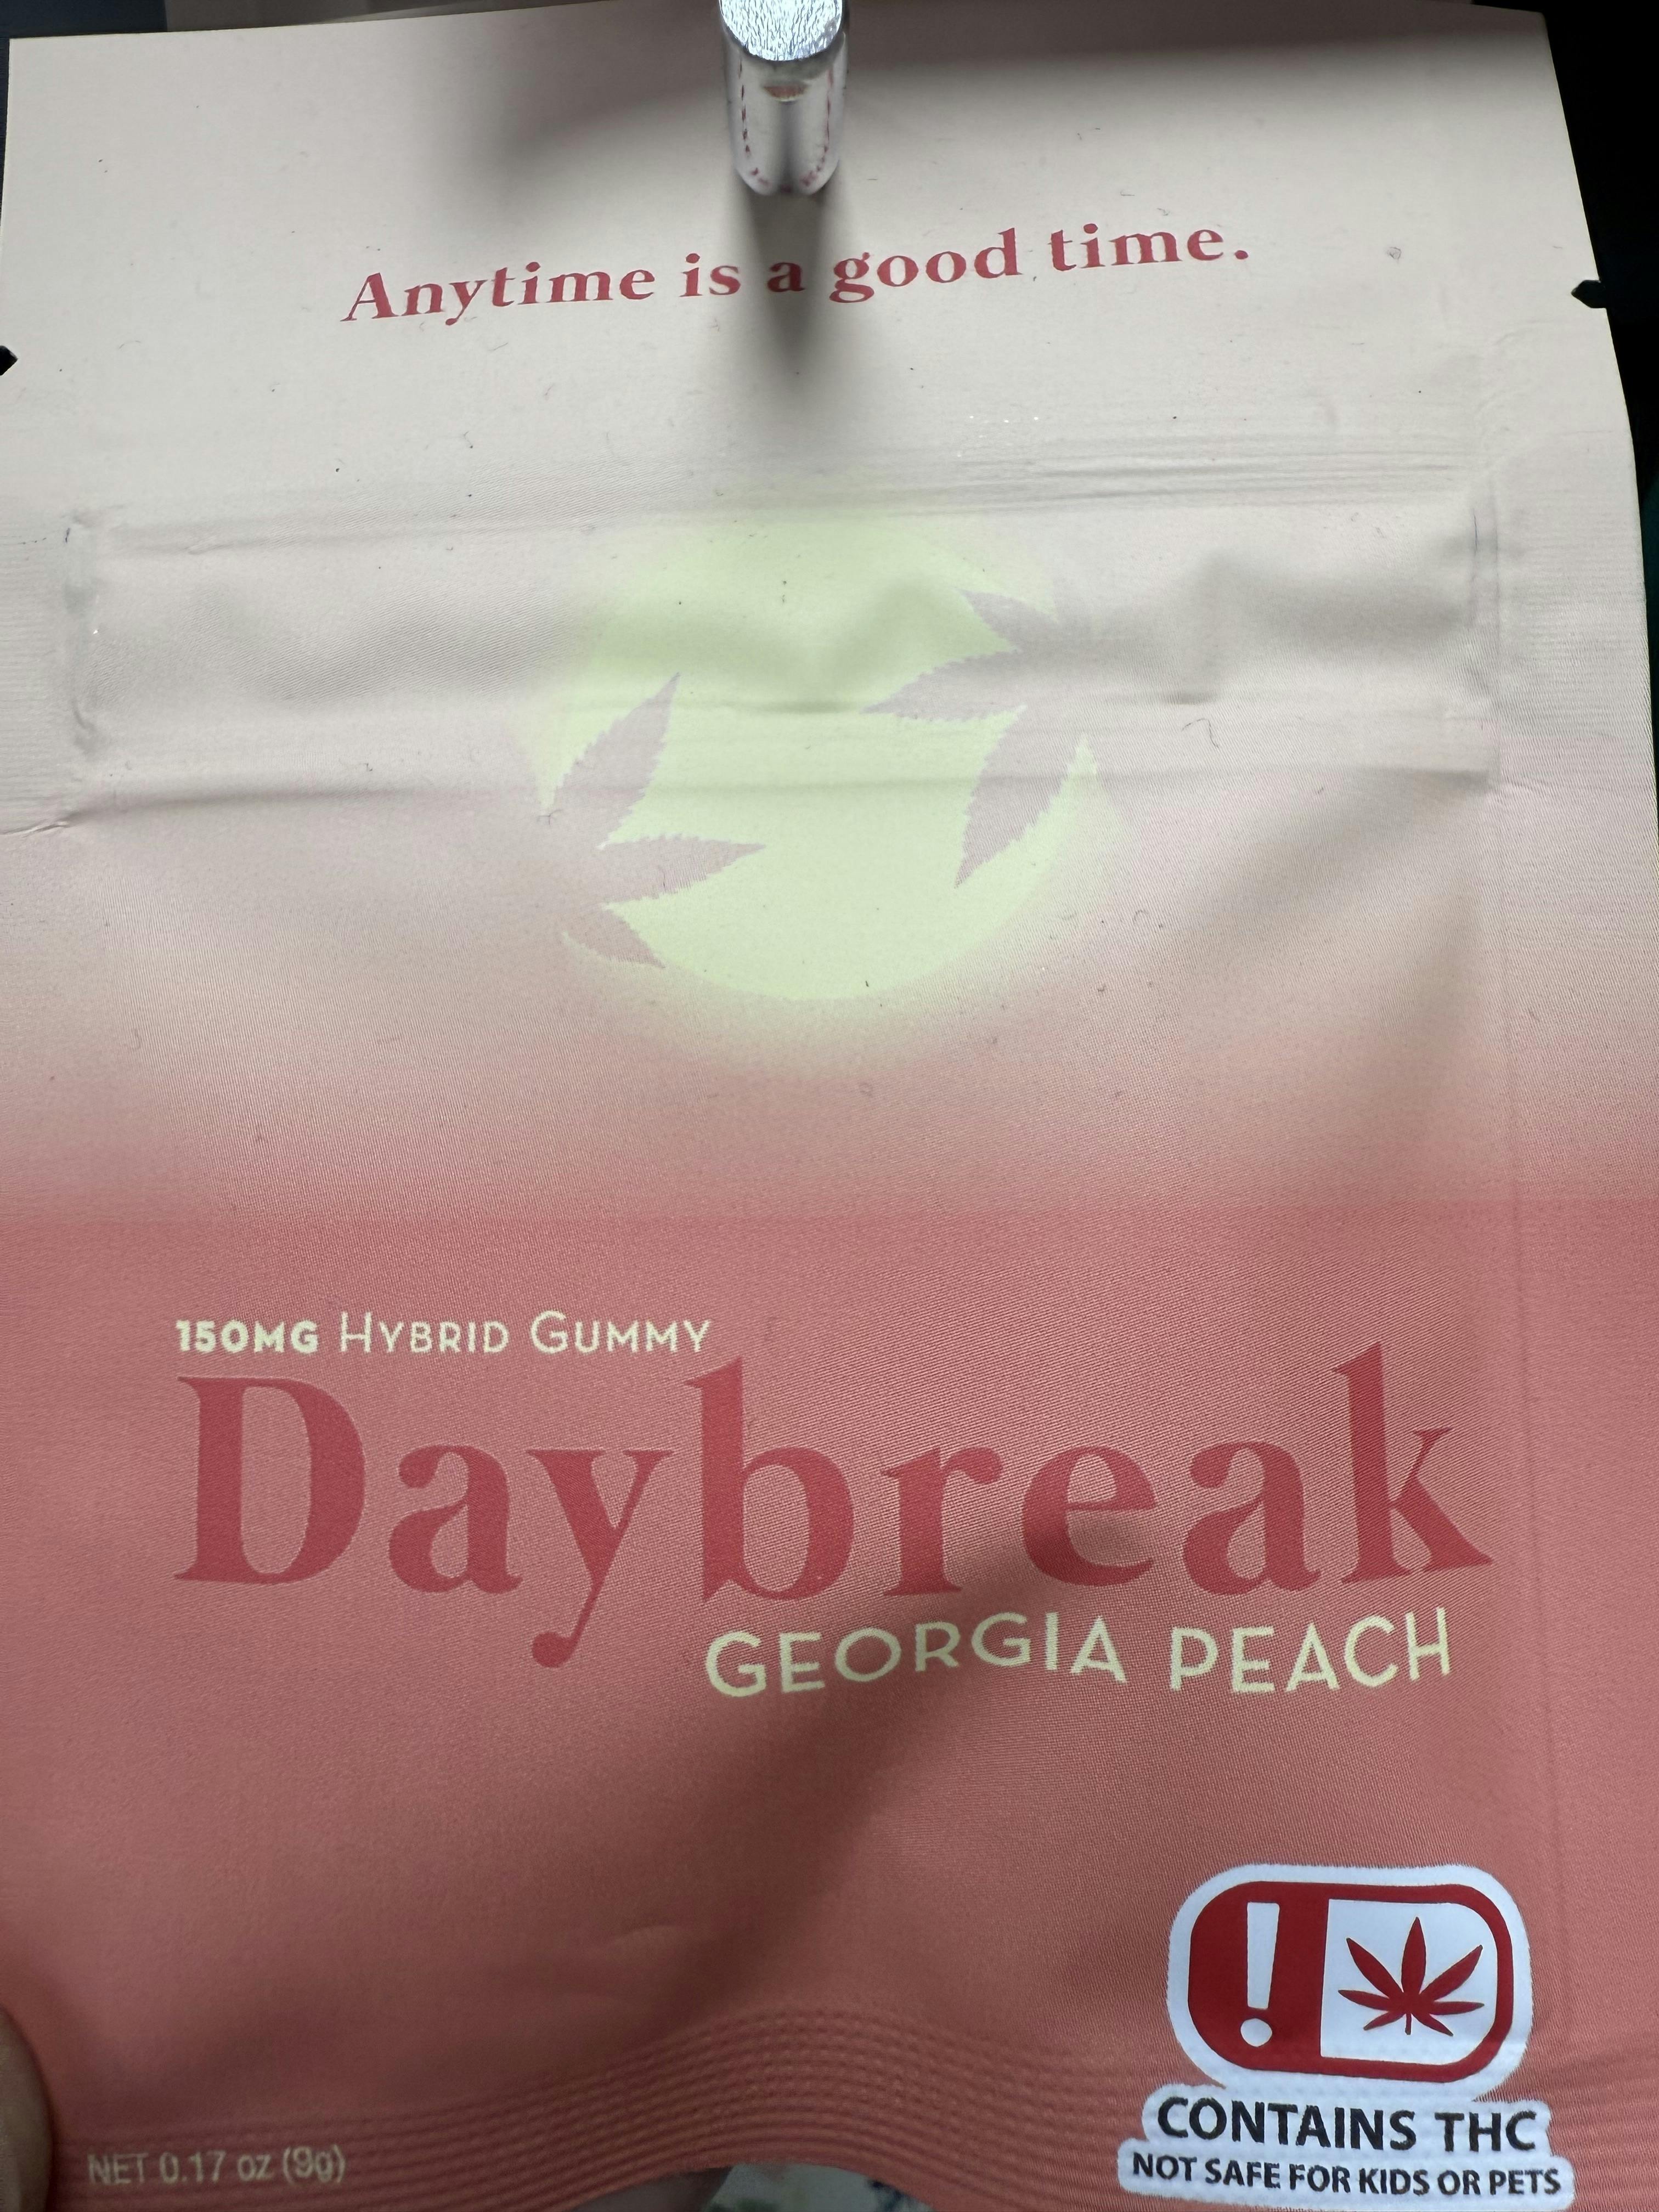 Anytime is a good time.
150MG HYBRID GUMMY
Daybreak
GEORGIA PEACH
!
CONTAINS THC
NOT SAFE FOR KIDS OR PETS
NET 0.17 oz (9g)